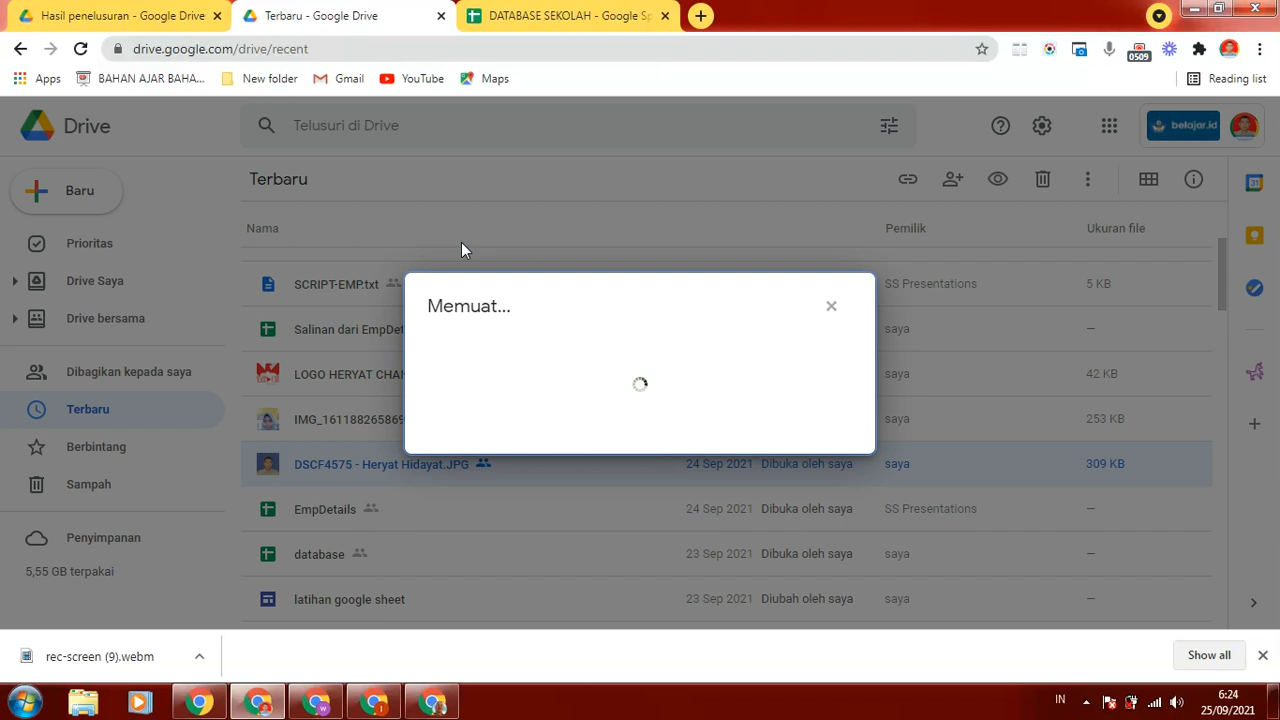 Hasil penelusuran - Google Drive
Terbaru - Google Drive
DATABASE SEKOLAH - Google Sp
drive.google.com/drive/recent
0509
Apps
BAHAN AJAR BAHA...
New folder
Gmail
YouTube
Maps
Reading list
Drive
Telusuri di Drive
belajar.id
Baru
Terbaru
Nama
Pemilik
Ukuran file
Prioritas
Drive Saya
Drive bersama
Dibagikan kepada saya
Terbaru
Berbintang
Sampah
Penyimpanan
5,55 GB terpakai
SCRIPT-EMP.txt
SS Presentations
5 KB
Salinan dari EmpDet
saya
—
LOGO HERYAT CHA
saya
42 KB
IMG_161188265869
saya
253 KB
DSCF4575 - Heryat Hidayat.JPG
24 Sep 2021 Dibuka oleh saya
saya
309 KB
EmpDetails
24 Sep 2021 Dibuka oleh saya
SS Presentations
—
database
23 Sep 2021 Dibuka oleh saya
saya
—
latihan google sheet
23 Sep 2021 Diubah oleh saya
saya
—
Memuat...
rec-screen (9).webm
Show all
IN
6:24
25/09/2021